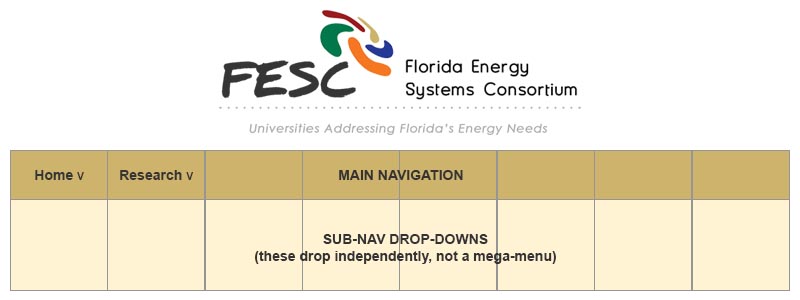 FESC
Florida Energy
Systems Consortium
Universities Addressing Florida's Energy Needs
Home v Research v MAIN NAVIGATION
SUB-NAV DROP-DOWNS
(these drop independently, not a mega-menu)